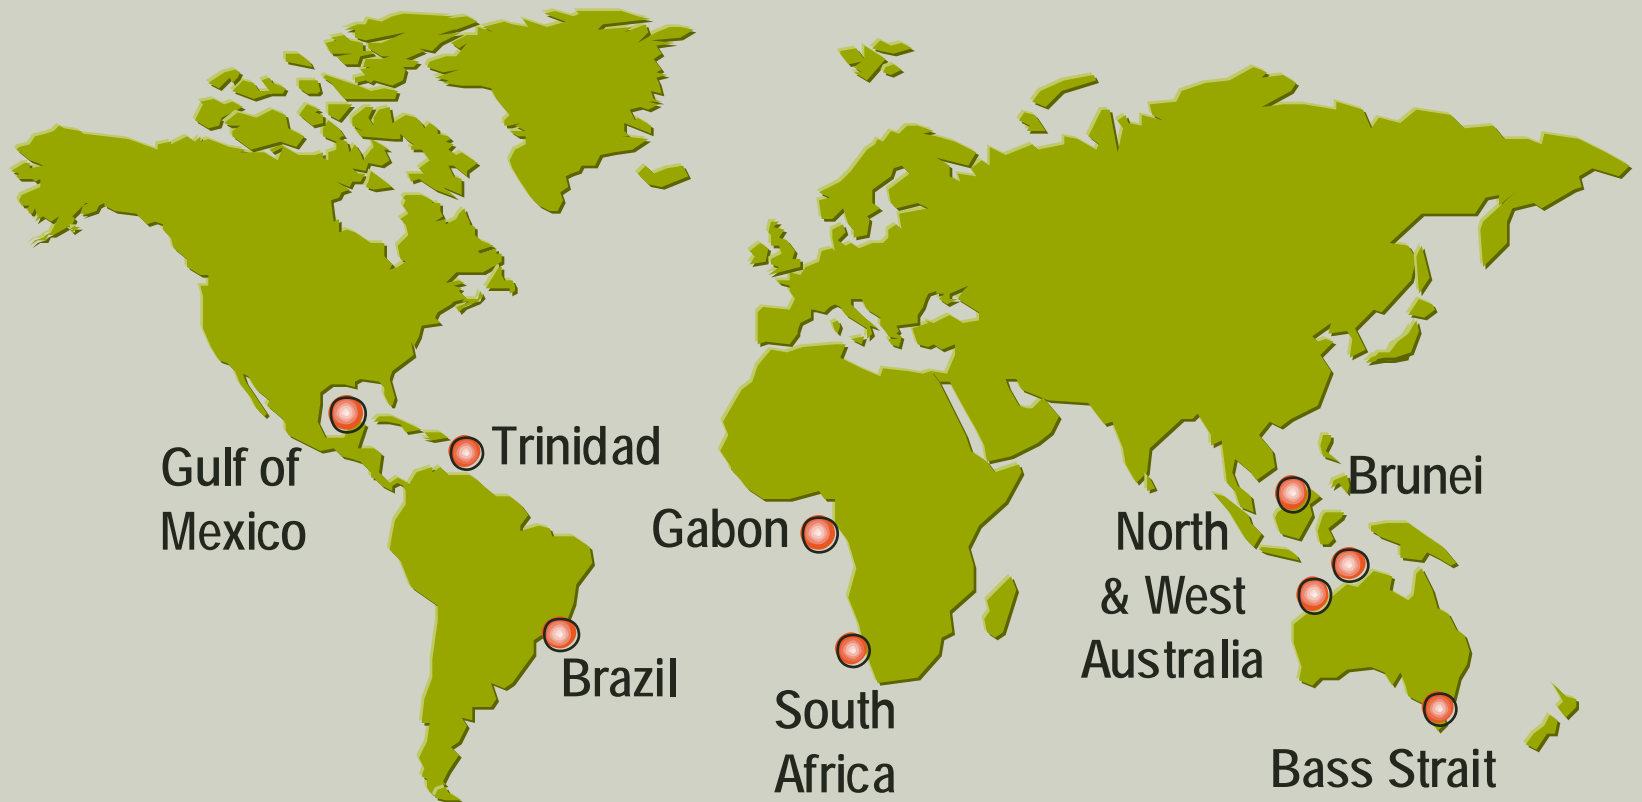 Gulf of
Mexico
Trinidad
Gabon
Brazil
South
Africa
Brunei
North
& West
Australia
Bass Strait